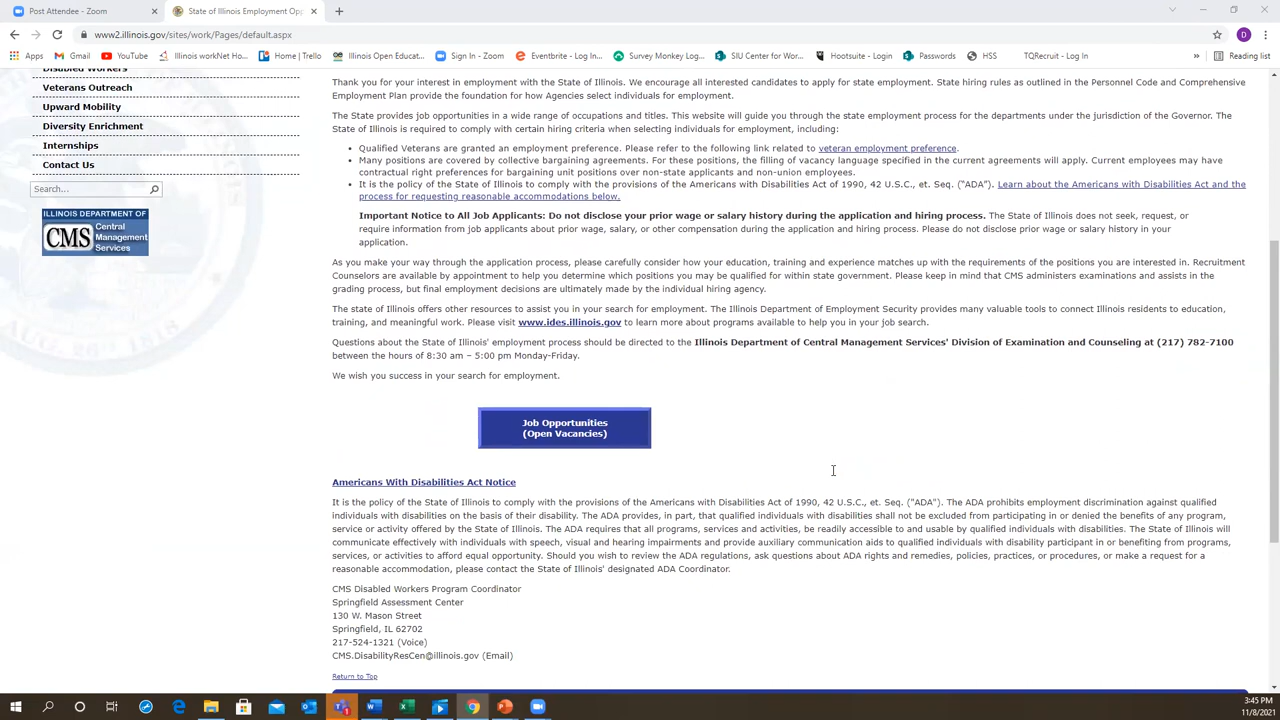 Post Attendee - Zoom
State of Illinois Employment Opp
www2.illinois.gov/sites/work/Pages/default.aspx
Apps
Gmail
YouTube
Illinois workNet Ho...
Home | Trello
Illinois Open Educat...
Sign In - Zoom
Eventbrite - Log In...
Survey Monkey Log...
SIU Center for Wor...
Hootsuite - Login
Passwords
HSS
TQRecruit - Log In
»
Reading list
Disabled Workers
Veterans Outreach
Upward Mobility
Diversity Enrichment
Internships
Contact Us
Search...
ILLINOIS DEPARTMENT OF
CMS Central
Management
Services
Thank you for your interest in employment with the State of Illinois. We encourage all interested candidates to apply for state employment. State hiring rules as outlined in the Personnel Code and Comprehensive
Employment Plan provide the foundation for how Agencies select individuals for employment.
The State provides job opportunities in a wide range of occupations and titles. This website will guide you through the state employment process for the departments under the jurisdiction of the Governor. The
State of Illinois is required to comply with certain hiring criteria when selecting individuals for employment, including:
• Qualified Veterans are granted an employment preference. Please refer to the following link related to veteran employment preference.
• Many positions are covered by collective bargaining agreements. For these positions, the filling of vacancy language specified in the current agreements will apply. Current employees may have
contractual right preferences for bargaining unit positions over non-state applicants and non-union employees.
• It is the policy of the State of Illinois to comply with the provisions of the Americans with Disabilities Act of 1990, 42 U.S.C., et. Seq. ("ADA"). Learn about the Americans with Disabilities Act and the
process for requesting reasonable accommodations below.
Important Notice to All Job Applicants: Do not disclose your prior wage or salary history during the application and hiring process. The State of Illinois does not seek, request, or
require information from job applicants about prior wage, salary, or other compensation during the application and hiring process. Please do not disclose prior wage or salary history in your
application.
As you make your way through the application process, please carefully consider how your education, training and experience matches up with the requirements of the positions you are interested in. Recruitment
Counselors are available by appointment to help you determine which positions you may be qualified for within state government. Please keep in mind that CMS administers examinations and assists in the
grading process, but final employment decisions are ultimately made by the individual hiring agency.
The state of Illinois offers other resources to assist you in your search for employment. The Illinois Department of Employment Security provides many valuable tools to connect Illinois residents to education,
training, and meaningful work. Please visit www.ides.illinois.gov to learn more about programs available to help you in your job search.
Questions about the State of Illinois' employment process should be directed to the Illinois Department of Central Management Services' Division of Examination and Counseling at (217) 782-7100
between the hours of 8:30 am – 5:00 pm Monday-Friday.
We wish you success in your search for employment.
Job Opportunities
(Open Vacancies)
Americans With Disabilities Act Notice
It is the policy of the State of Illinois to comply with the provisions of the Americans with Disabilities Act of 1990, 42 U.S.C., et. Seq. ("ADA"). The ADA prohibits employment discrimination against qualified
individuals with disabilities on the basis of their disability. The ADA provides, in part, that qualified individuals with disabilities shall not be excluded from participating in or denied the benefits of any program,
service or activity offered by the State of Illinois. The ADA requires that all programs, services and activities, be readily accessible to and usable by qualified individuals with disabilities. The State of Illinois will
communicate effectively with individuals with speech, visual and hearing impairments and provide auxiliary communication aids to qualified individuals with disability participant in or benefiting from programs,
services, or activities to afford equal opportunity. Should you wish to review the ADA regulations, ask questions about ADA rights and remedies, policies, practices, or procedures, or make a request for a
reasonable accommodation, please contact the State of Illinois' designated ADA Coordinator.
CMS Disabled Workers Program Coordinator
Springfield Assessment Center
130 W. Mason Street
Springfield, IL 62702
217-524-1321 (Voice)
CMS.DisabilityResCen@illinois.gov (Email)
Return to Top
3:45 PM
11/8/2021